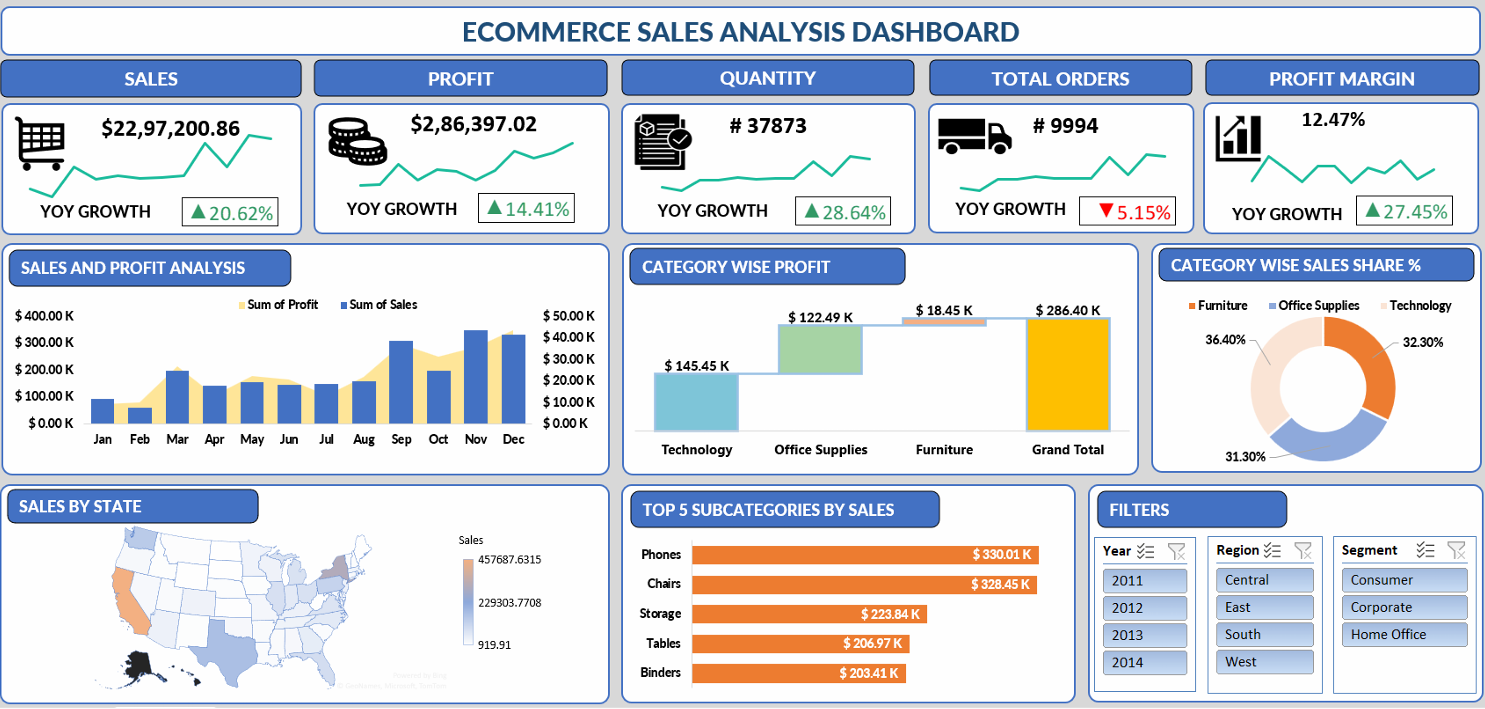 ECOMMERCE SALES ANALYSIS DASHBOARD
SALES
PROFIT
QUANTITY
TOTAL ORDERS
PROFIT MARGIN
$22,97,200.86
YOY GROWTH
▲20.62%
$2,86,397.02
YOY GROWTH
▲14.41%
# 37873
YOY GROWTH
▲28.64%
# 9994
YOY GROWTH
▼5.15%
12.47%
YOY GROWTH
▲27.45%
SALES AND PROFIT ANALYSIS
Sum of Profit
Sum of Sales
$ 400.00 K
$ 300.00 K
$ 200.00 K
$ 100.00 K
$ 0.00 K
$ 50.00 K
$ 40.00 K
$ 30.00 K
$ 20.00 K
$ 10.00 K
$ 0.00 K
Jan Feb Mar Apr May Jun Jul Aug Sep Oct Nov Dec
CATEGORY WISE PROFIT
$ 145.45 K
$ 122.49 K
$ 18.45 K
$ 286.40 K
Technology Office Supplies Furniture Grand Total
CATEGORY WISE SALES SHARE %
Furniture Office Supplies Technology
36.40%
32.30%
31.30%
SALES BY STATE
Sales
457687.6315
229303.7708
919.91
TOP 5 SUBCATEGORIES BY SALES
Phones $ 330.01 K
Chairs $ 328.45 K
Storage $ 223.84 K
Tables $ 206.97 K
Binders $ 203.41 K
FILTERS
Year
2011
2012
2013
2014
Region
Central
East
South
West
Segment
Consumer
Corporate
Home Office